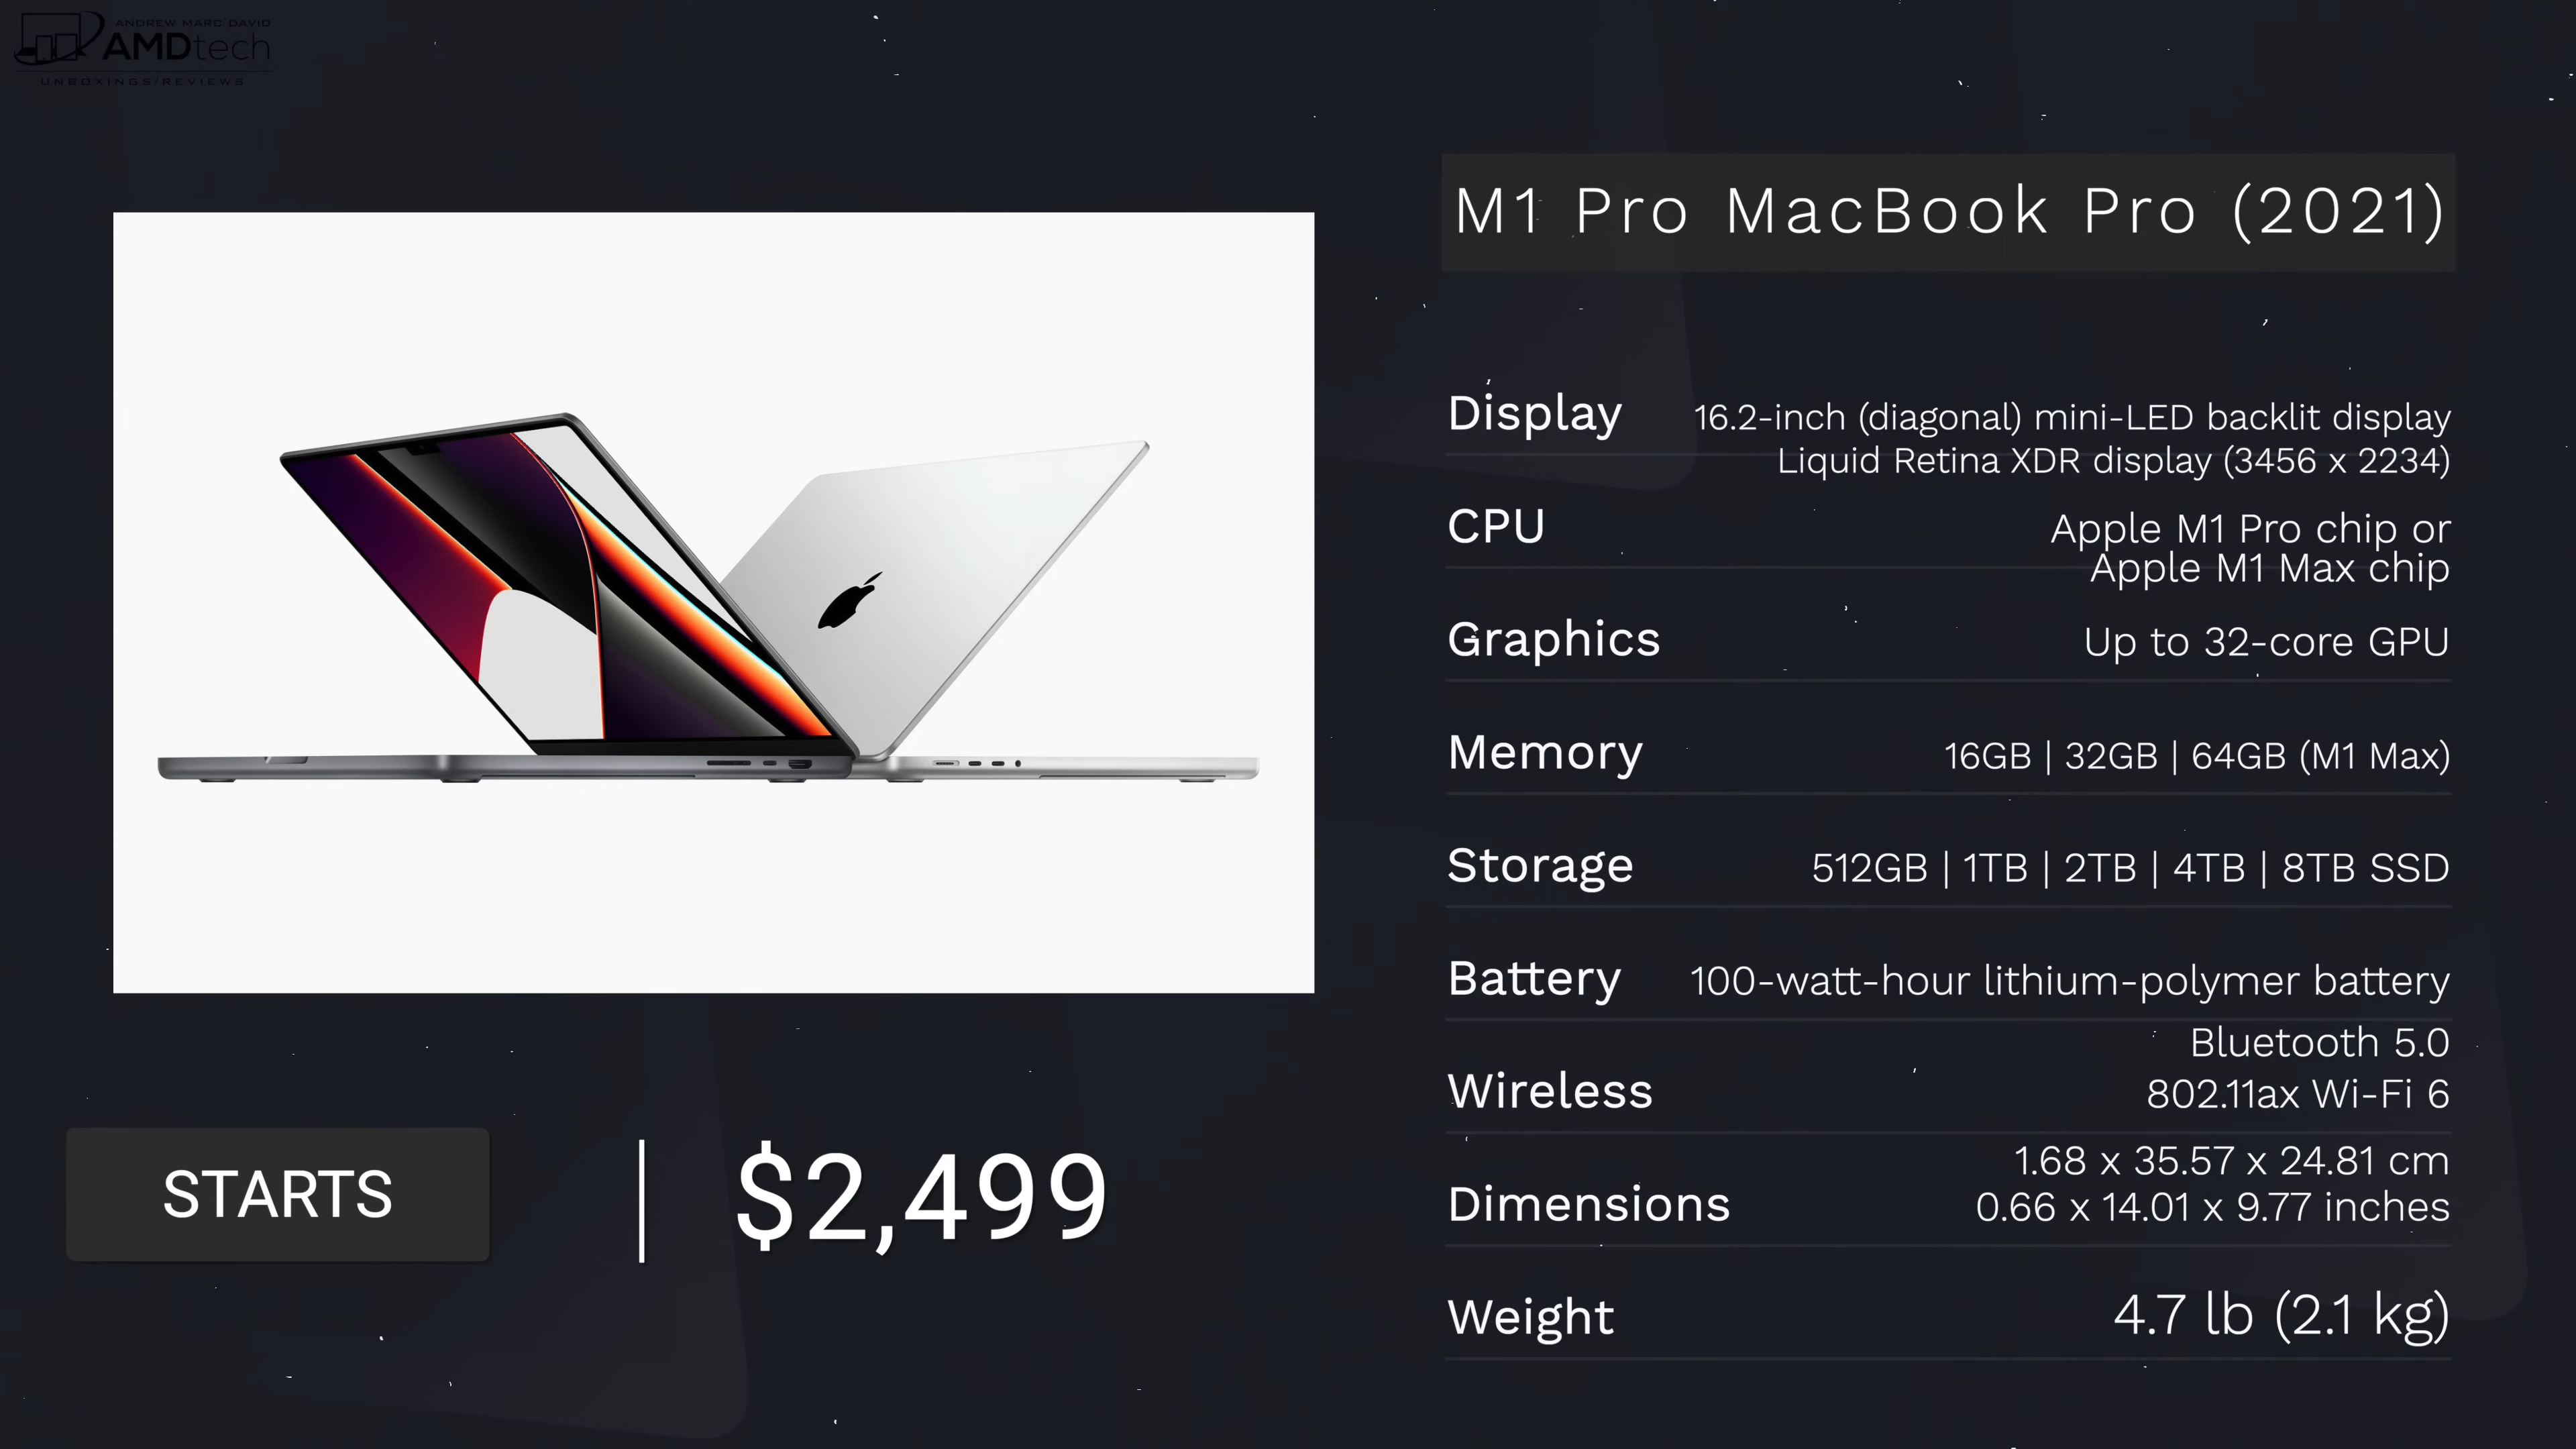 ANDREW MARC DAVID
AMDtech
UNBOXINGS/REVIEWS
M1 Pro MacBook Pro (2021)
Display 16.2-inch (diagonal) mini-LED backlit display
Liquid Retina XDR display (3456 x 2234)
CPU Apple M1 Pro chip or
Apple M1 Max chip
Graphics Up to 32-core GPU
Memory 16GB | 32GB | 64GB (M1 Max)
Storage 512GB | 1TB | 2TB | 4TB | 8TB SSD
Battery 100-watt-hour lithium-polymer battery
Bluetooth 5.0
Wireless 802.11ax Wi-Fi 6
1.68 x 35.57 x 24.81 cm
Dimensions 0.66 x 14.01 x 9.77 inches
Weight 4.7 lb (2.1 kg)
STARTS | $2,499